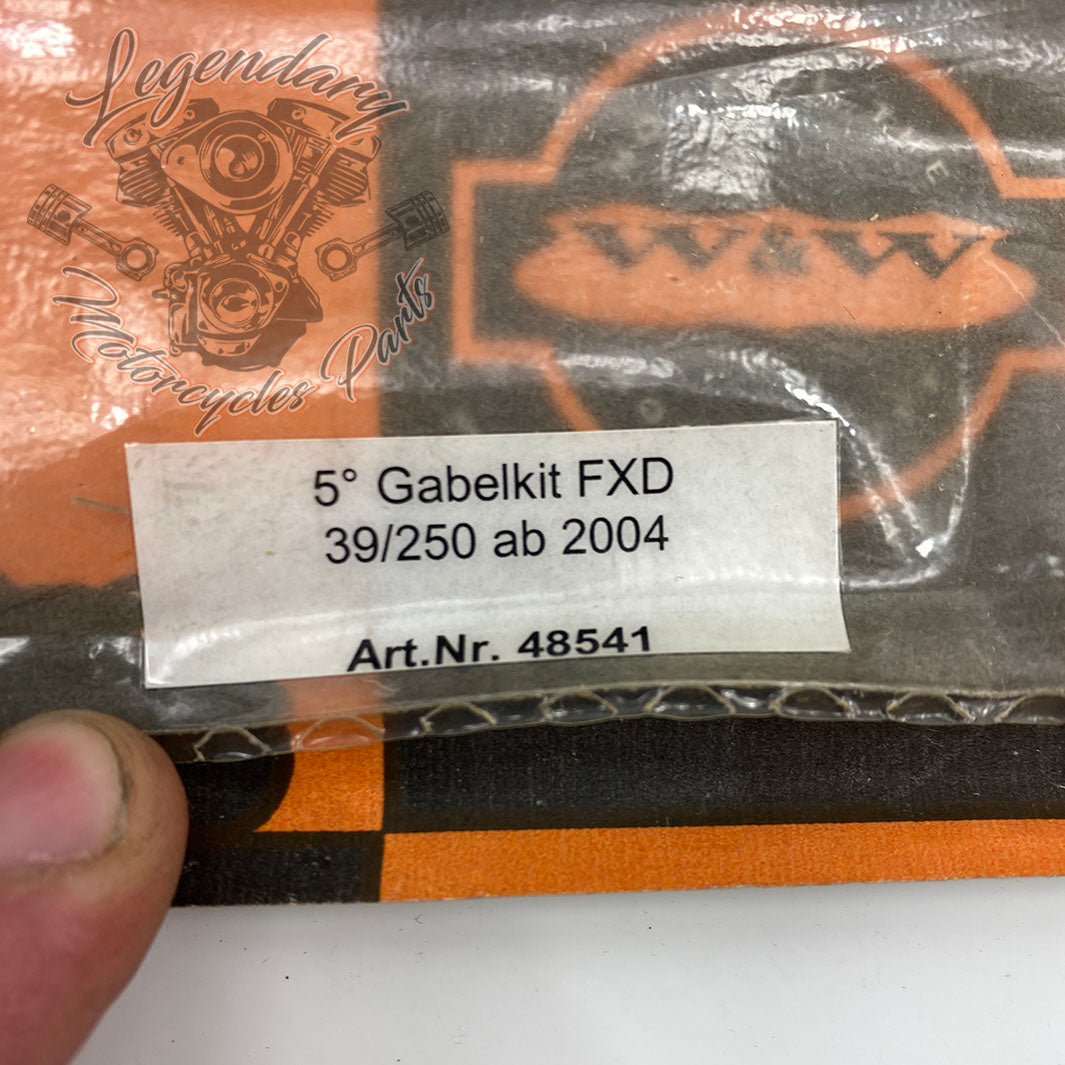 Legendary
Motorcycles Parts
W&W
5° Gabelkit FXD
39/250 ab 2004
Art.Nr. 48541